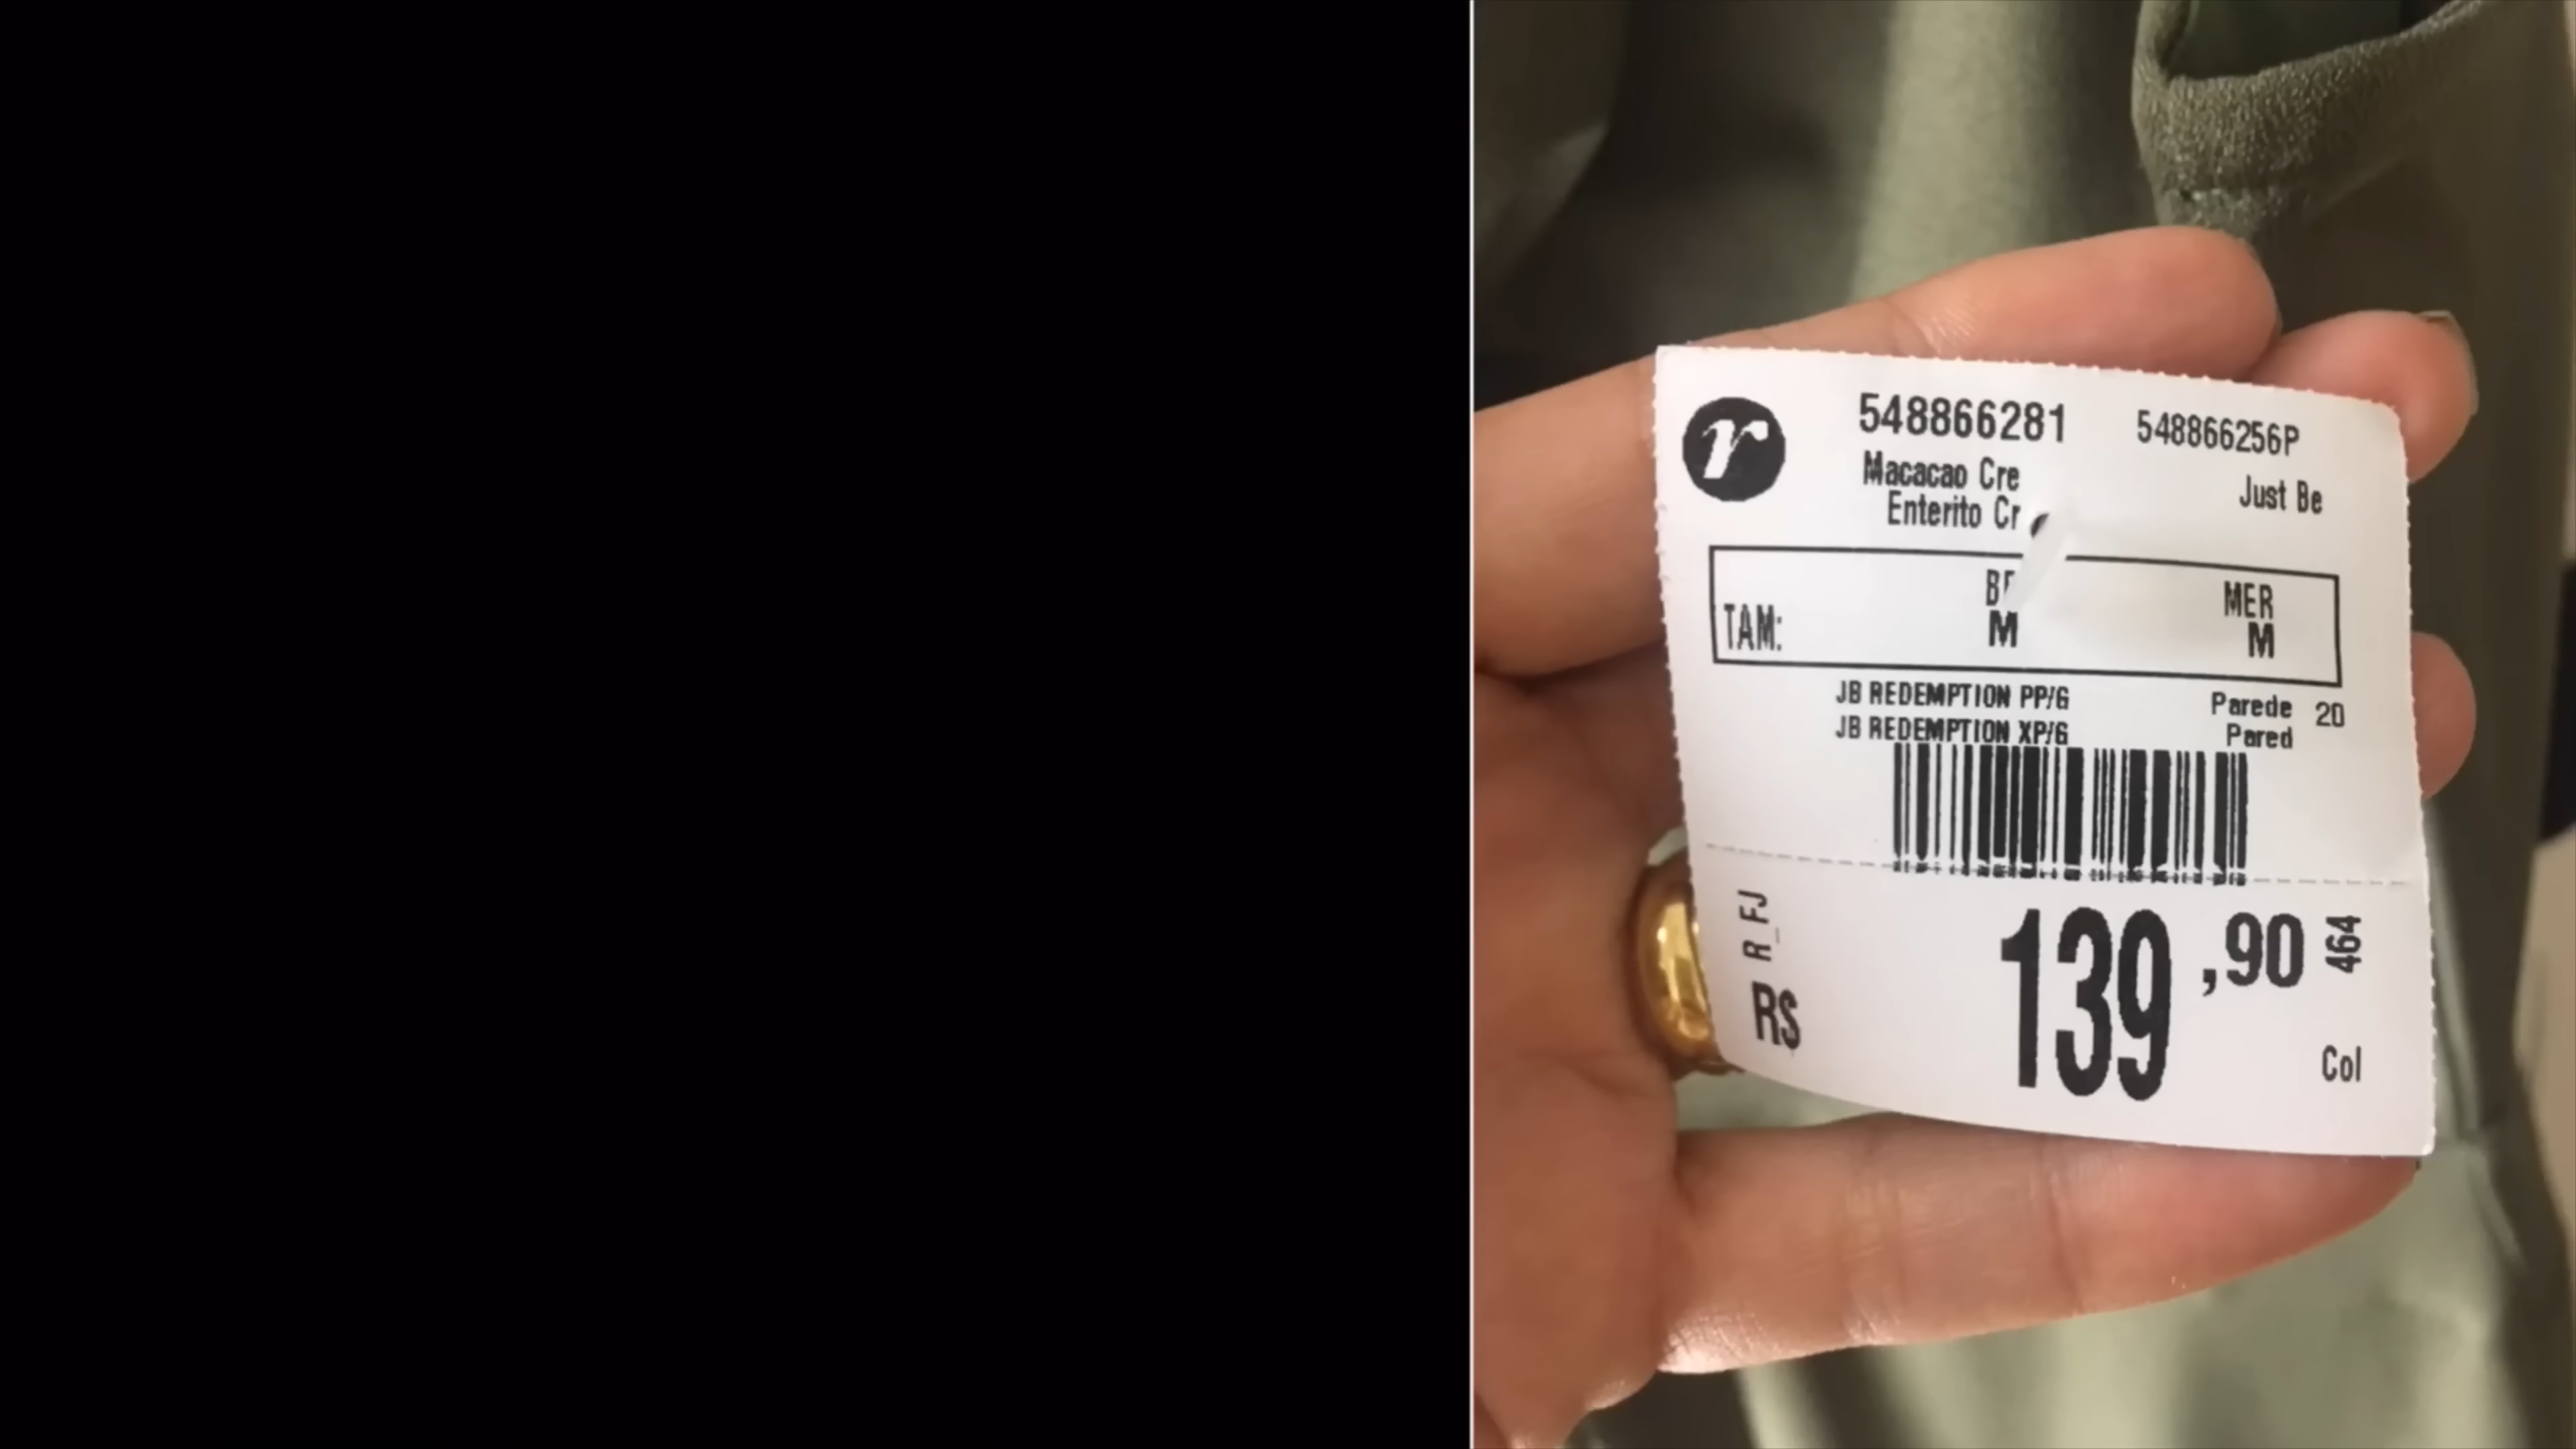 r
548866281 548866256P
Macacao Cre Just Be
Enterito Cr
MER
TAM: M M
JB REDEMPTION PP/G Parede 20
JB REDEMPTION XP/G Pared
R_FJ
R$ 139,90 464
Col